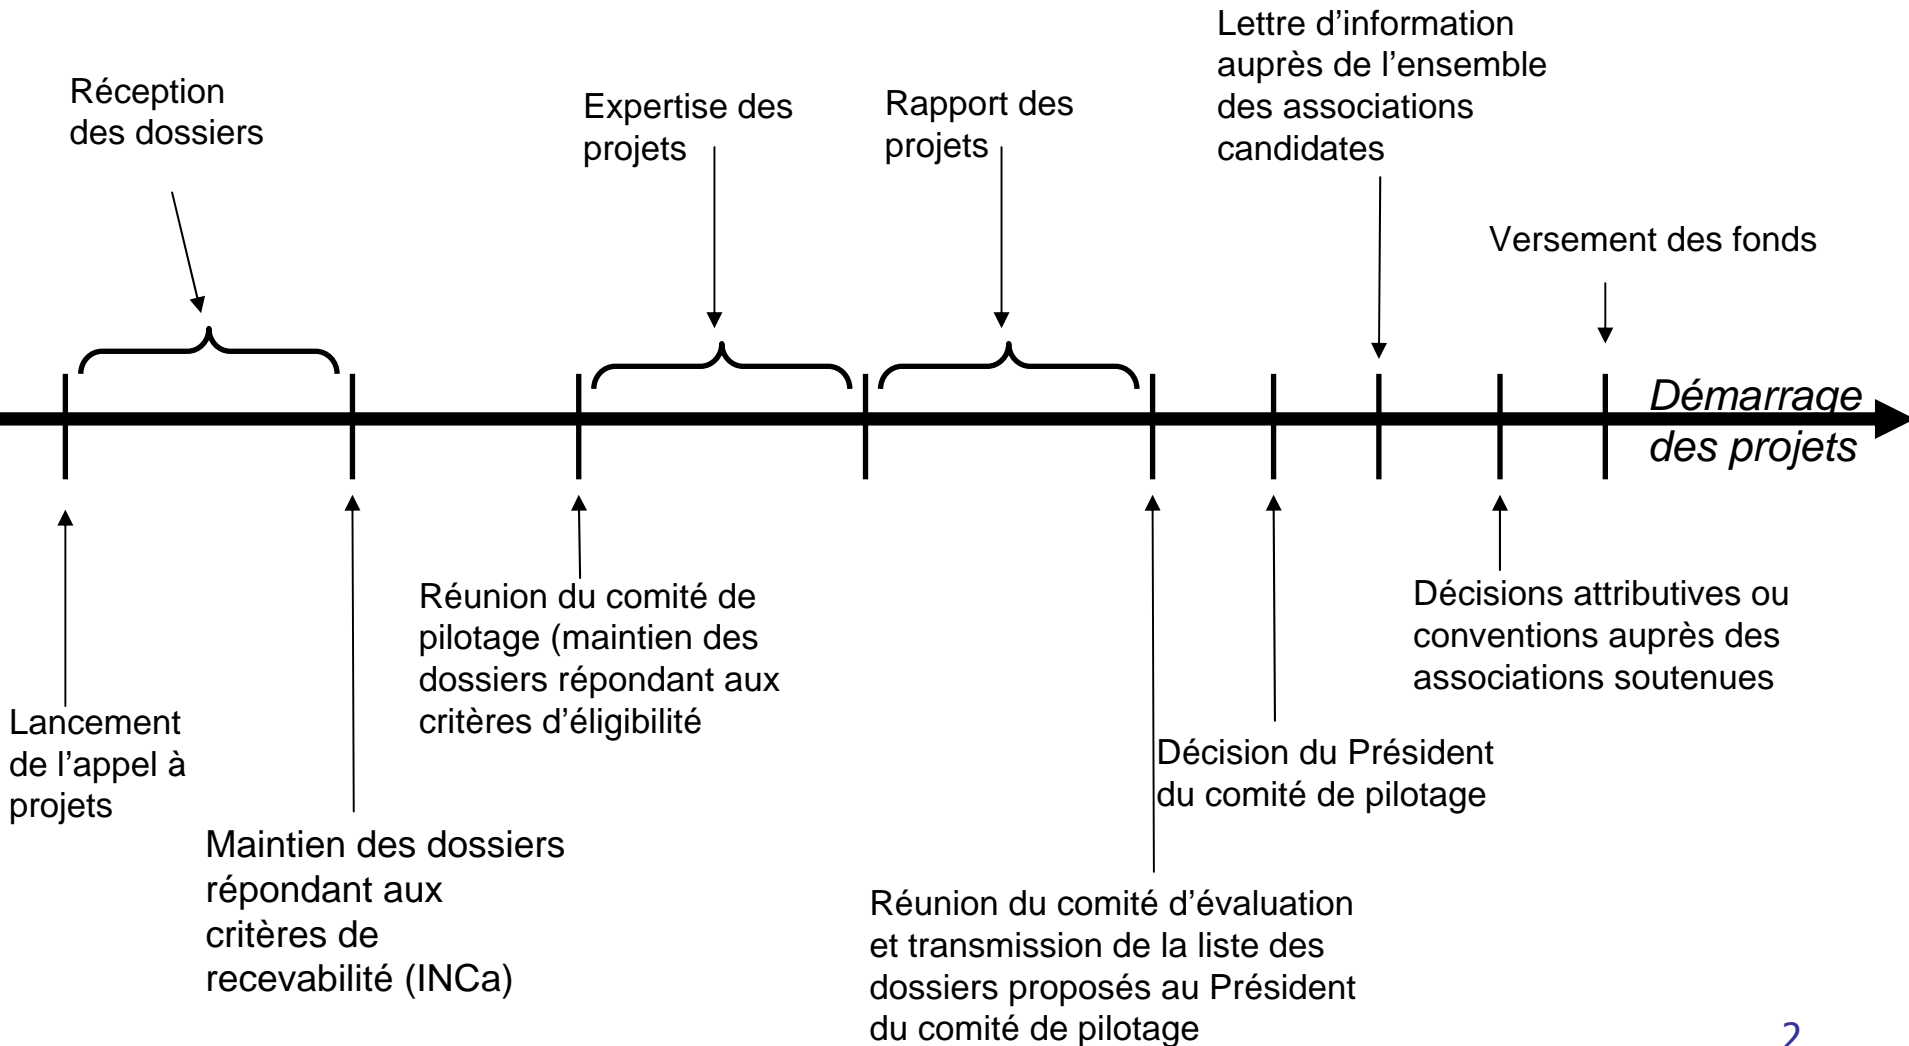 Lettre d’information
auprès de l’ensemble
des associations
candidates
Réception
des dossiers
Expertise des
projets
Rapport des
projets
Versement des fonds
Démarrage
des projets
Réunion du comité de
pilotage (maintien des
dossiers répondant aux
critères d’éligibilité
Décisions attributives ou
conventions auprès des
associations soutenues
Lancement
de l’appel à
projets
Décision du Président
du comité de pilotage
Maintien des dossiers
répondant aux
critères de
recevabilité (INCa)
Réunion du comité d’évaluation
et transmission de la liste des
dossiers proposés au Président
du comité de pilotage
2